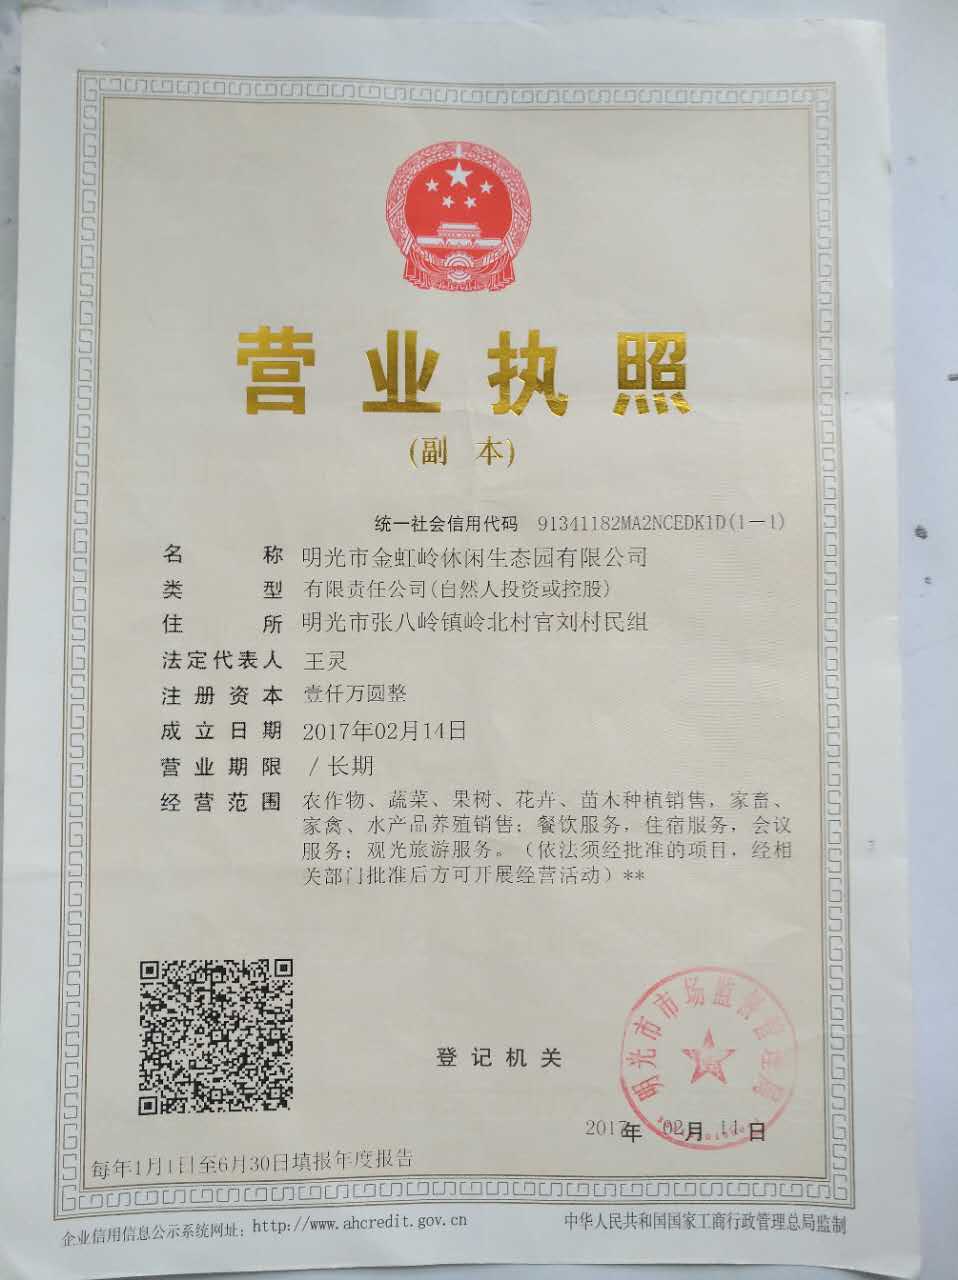 营业执照
(副 本)
统一社会信用代码 91341182MA2NCEDK1D(1-1)
名 称 明光市金虹岭休闲生态园有限公司
类 型 有限责任公司(自然人投资或控股)
住 所 明光市张八岭镇岭北村官刘村民组
法定代表人 王灵
注册资本 壹仟万圆整
成立日期 2017年02月14日
营业期限 /长期
经营范围 农作物、蔬菜、果树、花卉、苗木种植销售，家畜、
家禽、水产品养殖销售；餐饮服务，住宿服务，会议
服务；观光旅游服务。（依法须经批准的项目，经相
关部门批准后方可开展经营活动）**
明光市市场监督管理局
登记机关
2017年 02月 日
每年1月1日至6月30日填报年度报告
企业信用信息公示系统网址：http://www.ahcredit.gov.cn
中华人民共和国国家工商行政管理总局监制